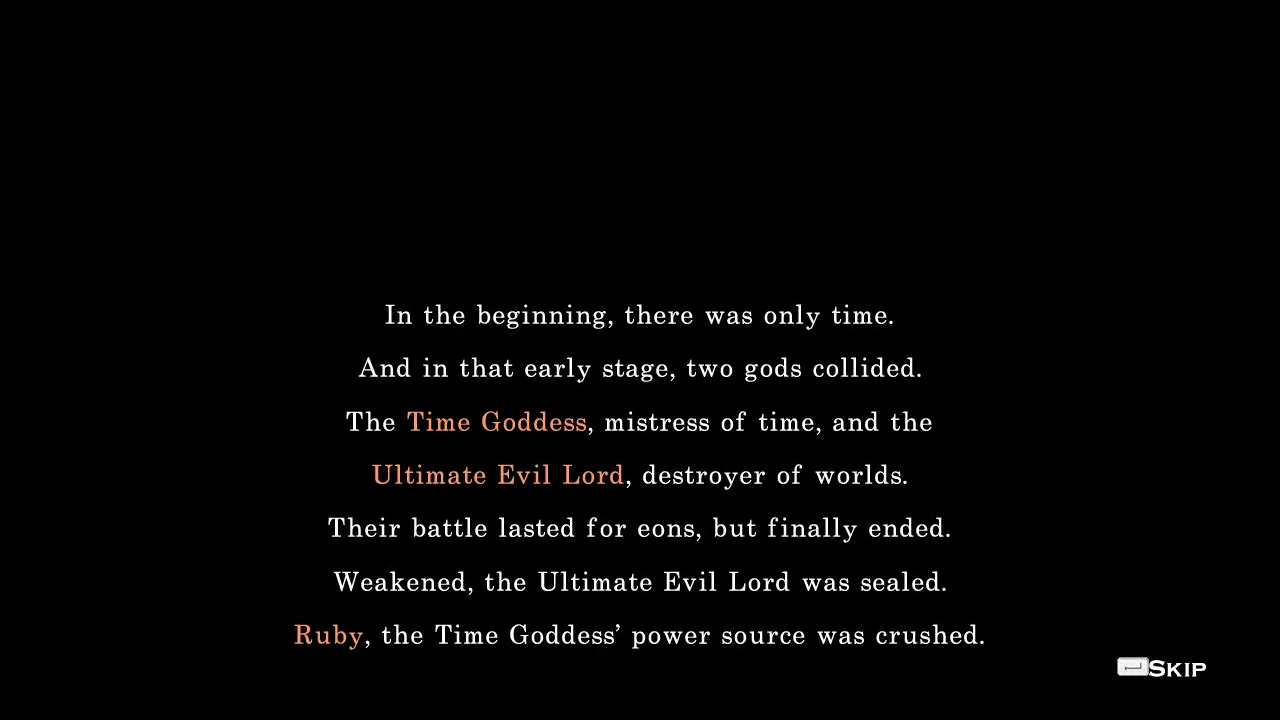 In the beginning, there was only time.
And in that early stage, two gods collided.
The Time Goddess, mistress of time, and the
Ultimate Evil Lord, destroyer of worlds.
Their battle lasted for eons, but finally ended.
Weakened, the Ultimate Evil Lord was sealed.
Ruby, the Time Goddess’ power source was crushed.
SKIP